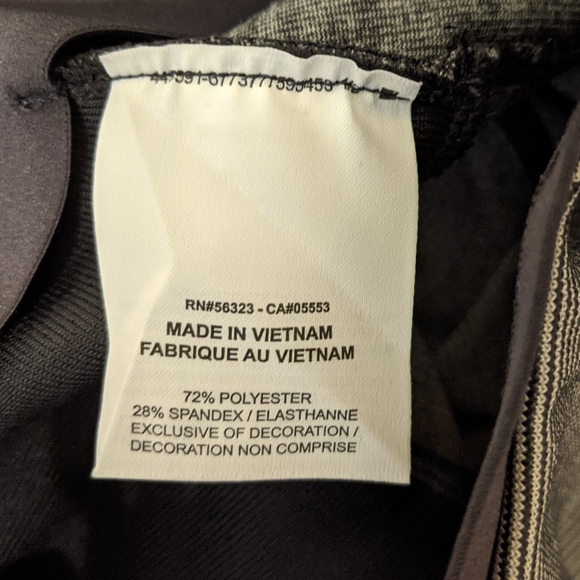 RN#56323 - CA#05553
MADE IN VIETNAM
FABRIQUE AU VIETNAM
72% POLYESTER
28% SPANDEX / ELASTHANNE
EXCLUSIVE OF DECORATION /
DECORATION NON COMPRISE